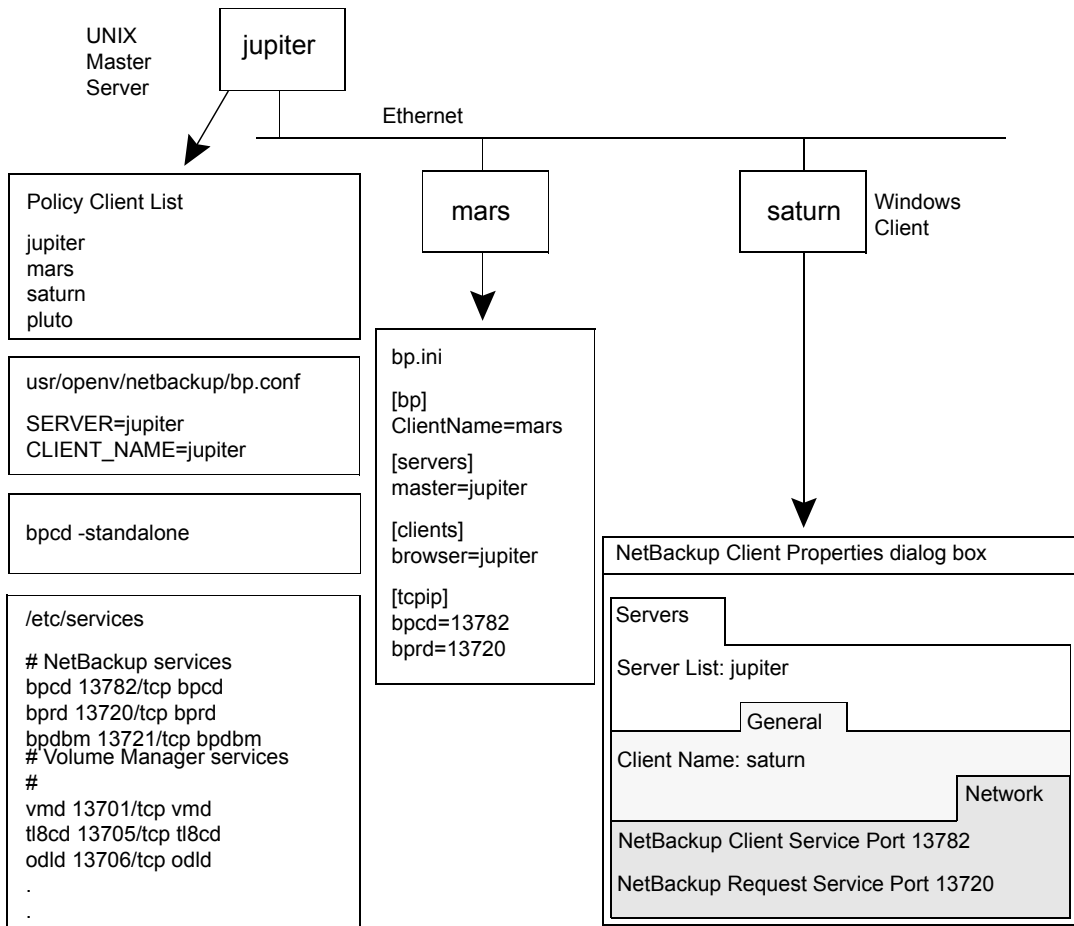 UNIX
Master
Server
jupiter
Ethernet
Policy Client List
jupiter
mars
saturn
pluto
usr/openv/netbackup/bp.conf
SERVER=jupiter
CLIENT_NAME=jupiter
bpcd -standalone
/etc/services
# NetBackup services
bpcd 13782/tcp bpcd
bprd 13720/tcp bprd
bpdbm 13721/tcp bpdbm
# Volume Manager services
#
vmd 13701/tcp vmd
tl8cd 13705/tcp tl8cd
odld 13706/tcp odld
.
.
mars
bp.ini
[bp]
ClientName=mars
[servers]
master=jupiter
[clients]
browser=jupiter
[tcpip]
bpcd=13782
bprd=13720
saturn
Windows
Client
NetBackup Client Properties dialog box
Servers
Server List: jupiter
General
Client Name: saturn
Network
NetBackup Client Service Port 13782
NetBackup Request Service Port 13720